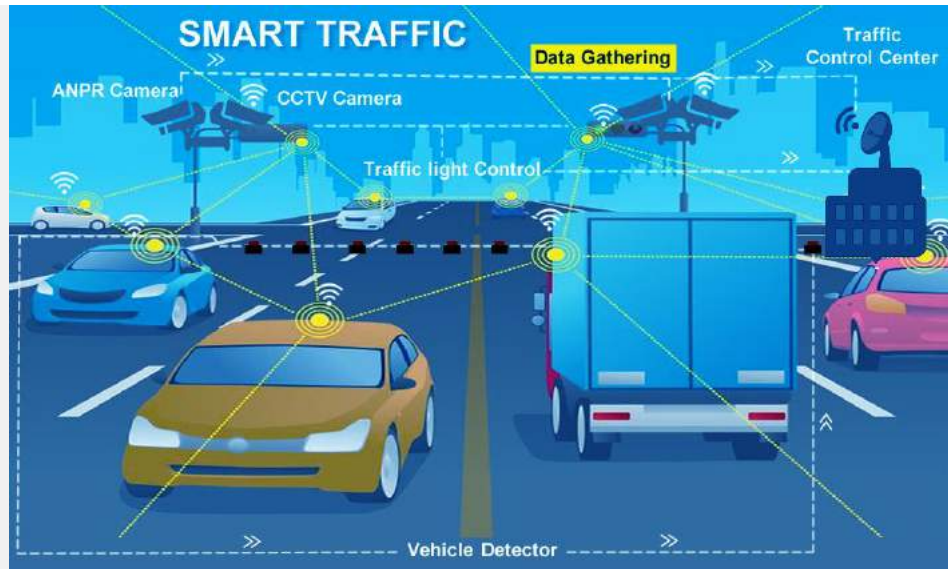 SMART TRAFFIC
Data Gathering
Traffic
Control Center
ANPR Camera
CCTV Camera
Traffic light Control
Vehicle Detector